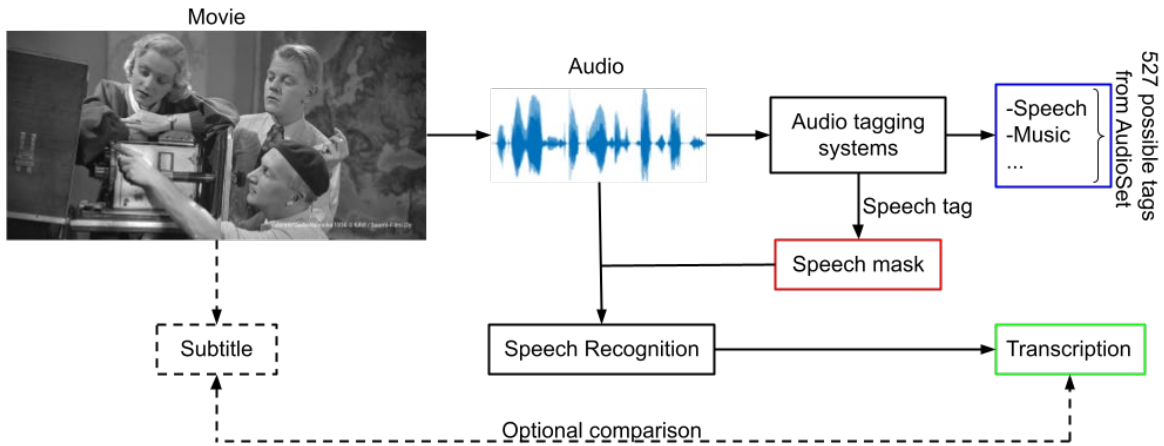 Movie
Audio
527 possible tags
from AudioSet
Audio tagging
systems
-Speech
-Music
...
Speech tag
Speech mask
Subtitle
Speech Recognition
Transcription
Optional comparison